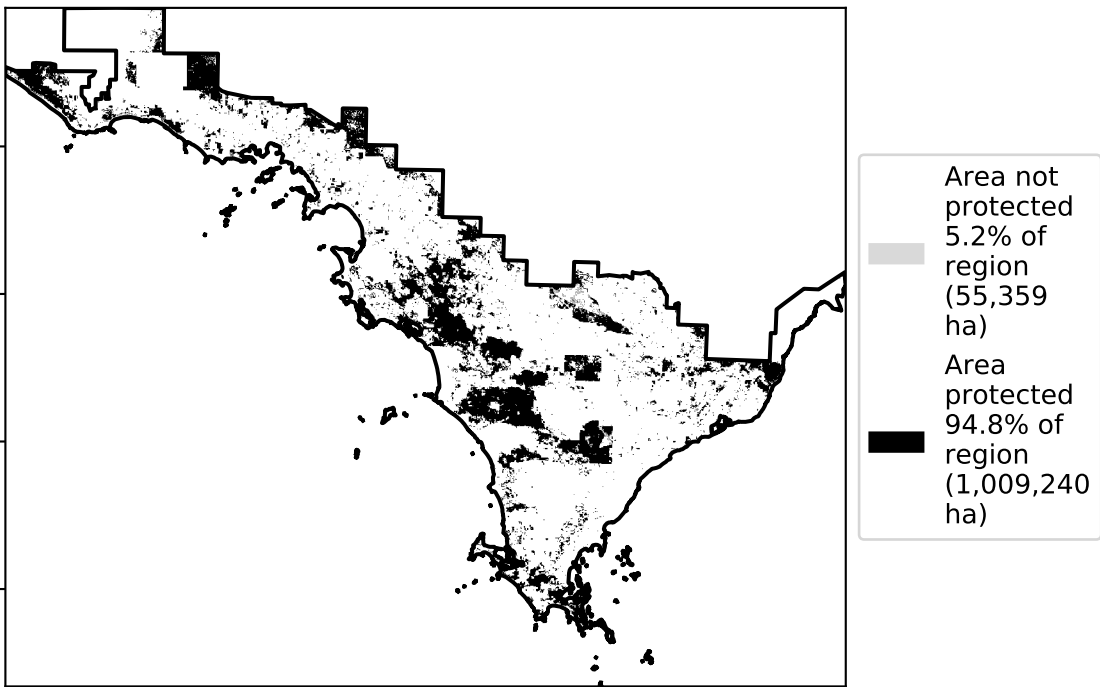 Area not
protected
5.2% of
region
(55,359
ha)
Area
protected
94.8% of
region
(1,009,240
ha)